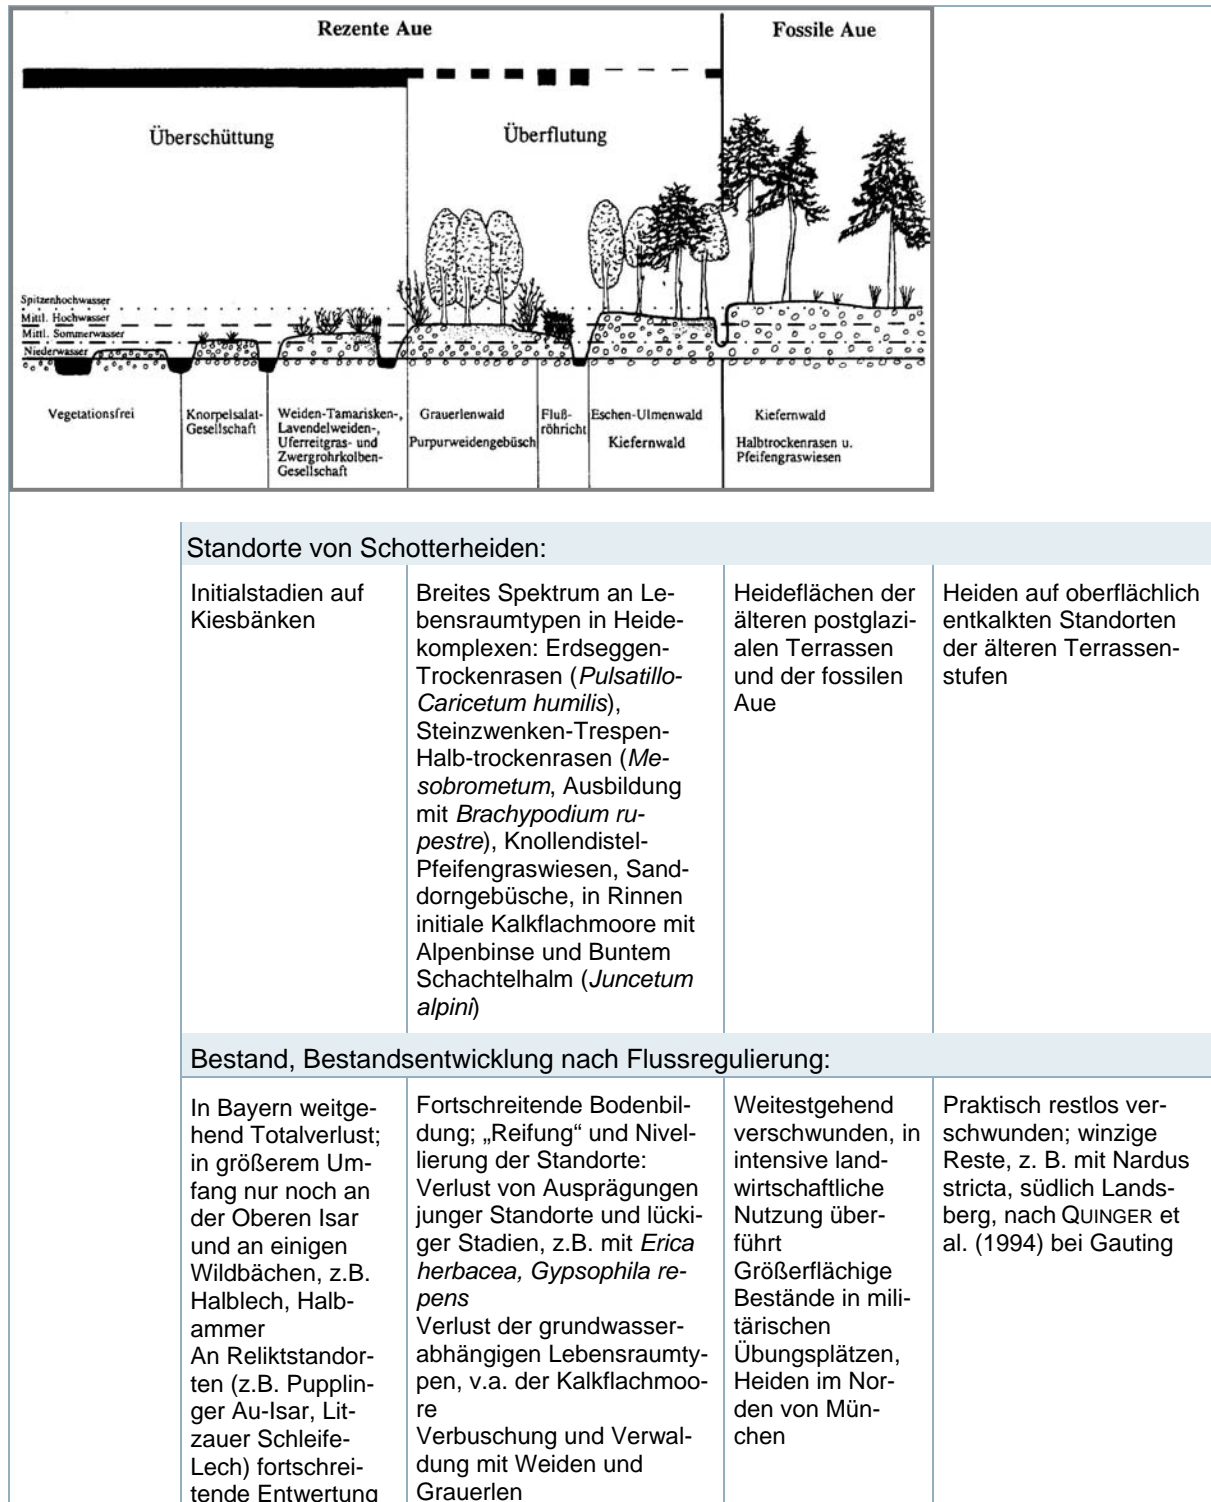 Rezente Aue
Fossile Aue
Überschüttung
Überflutung
Spitzenhochwasser
Mittl. Hochwasser
Mittl. Sommerwasser
Niederwasser
Vegetationsfrei
Knorpelsalat-
Gesellschaft
Weiden-Tamarisken-,
Lavendelweiden-,
Uferreitgras- und
Zwergrohrkolben-
Gesellschaft
Grauerlenwald
Purpurweidengebüsch
Fluß-
röhricht
Eschen-Ulmenwald
Kiefernwald
Kiefernwald
Halbtrockenrasen u.
Pfeifengraswiesen
Standorte von Schotterheiden:
Initialstadien auf
Kiesbänken
Breites Spektrum an Le-
bensraumtypen in Heide-
komplexen: Erdseggen-
Trockenrasen (Pulsatillo-
Caricetum humilis),
Steinzwenken-Trespen-
Halb-trockenrasen (Me-
sobrometum, Ausbildung
mit Brachypodium ru-
pestre), Knollendistel-
Pfeifengraswiesen, Sand-
dorngebüsche, in Rinnen
initiale Kalkflachmoore mit
Alpenbinse und Buntem
Schachtelhalm (Juncetum
alpini)
Heideflächen der
älteren postglazi-
alen Terrassen
und der fossilen
Aue
Heiden auf oberflächlich
entkalkten Standorten
der älteren Terrassen-
stufen
Bestand, Bestandsentwicklung nach Flussregulierung:
In Bayern weitge-
hend Totalverlust;
in größerem Um-
fang nur noch an
der Oberen Isar
und an einigen
Wildbächen, z.B.
Halblech, Halb-
ammer
An Reliktstandor-
ten (z.B. Pupplin-
ger Au-Isar, Lit-
zauer Schleife-
Lech) fortschrei-
tende Entwertung
Fortschreitende Bodenbil-
dung; „Reifung“ und Nivel-
lierung der Standorte:
Verlust von Ausprägungen
junger Standorte und lücki-
ger Stadien, z.B. mit Erica
herbacea, Gypsophila re-
pens
Verlust der grundwasser-
abhängigen Lebensraumty-
pen, v.a. der Kalkflachmoo-
re
Verbuschung und Verwal-
dung mit Weiden und
Grauerlen
Weitestgehend
verschwunden, in
intensive land-
wirtschaftliche
Nutzung über-
führt
Größerflächige
Bestände in mili-
tärischen
Übungsplätzen,
Heiden im Nor-
den von Mün-
chen
Praktisch restlos ver-
schwunden; winzige
Reste, z. B. mit Nardus
stricta, südlich Lands-
berg, nach QUINGER et
al. (1994) bei Gauting